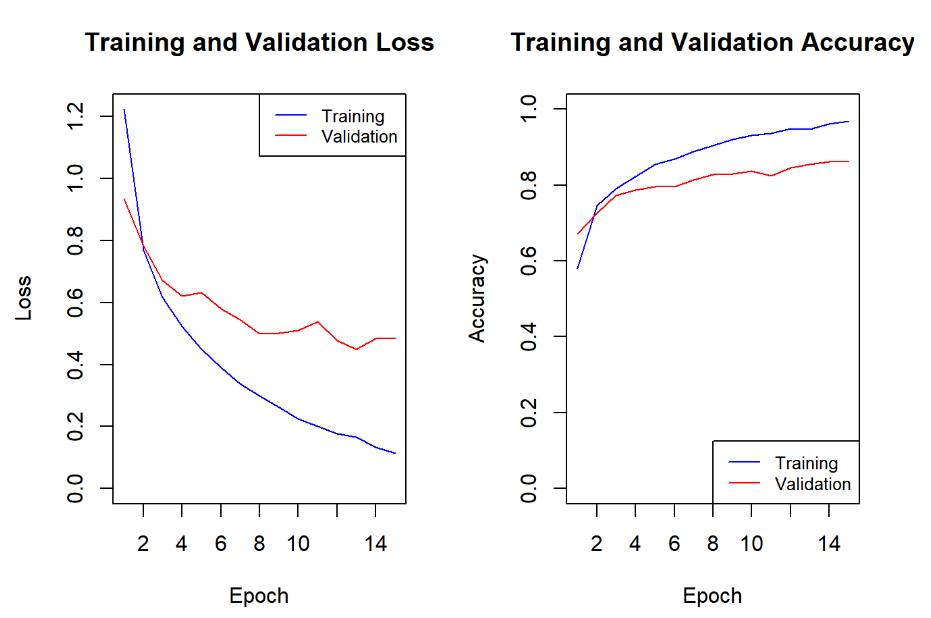 Training and Validation Loss
Training
Validation
Loss
0.0 0.2 0.4 0.6 0.8 1.0 1.2
2 4 6 8 10 14
Epoch
Training and Validation Accuracy
Accuracy
0.0 0.2 0.4 0.6 0.8 1.0
Training
Validation
2 4 6 8 10 14
Epoch